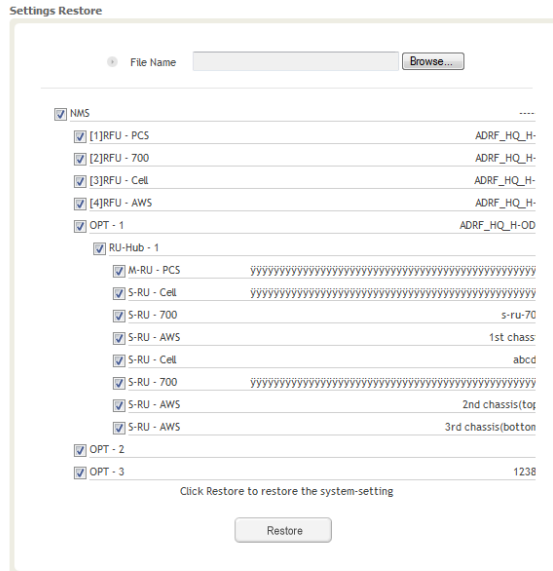 Settings Restore
File Name Browse...
NMS ----
[1]RFU - PCS ADRF_HQ_H-
[2]RFU - 700 ADRF_HQ_H-
[3]RFU - Cell ADRF_HQ_H-
[4]RFU - AWS ADRF_HQ_H-
OPT - 1 ADRF_HQ_H-OD
RU-Hub - 1
M-RU - PCS
S-RU - Cell
S-RU - 700 s-ru-70
S-RU - AWS 1st chass
S-RU - Cell abcd
S-RU - 700
S-RU - AWS 2nd chassis(top
S-RU - AWS 3rd chassis(bottom
OPT - 2
OPT - 3 1238
Click Restore to restore the system-setting
Restore